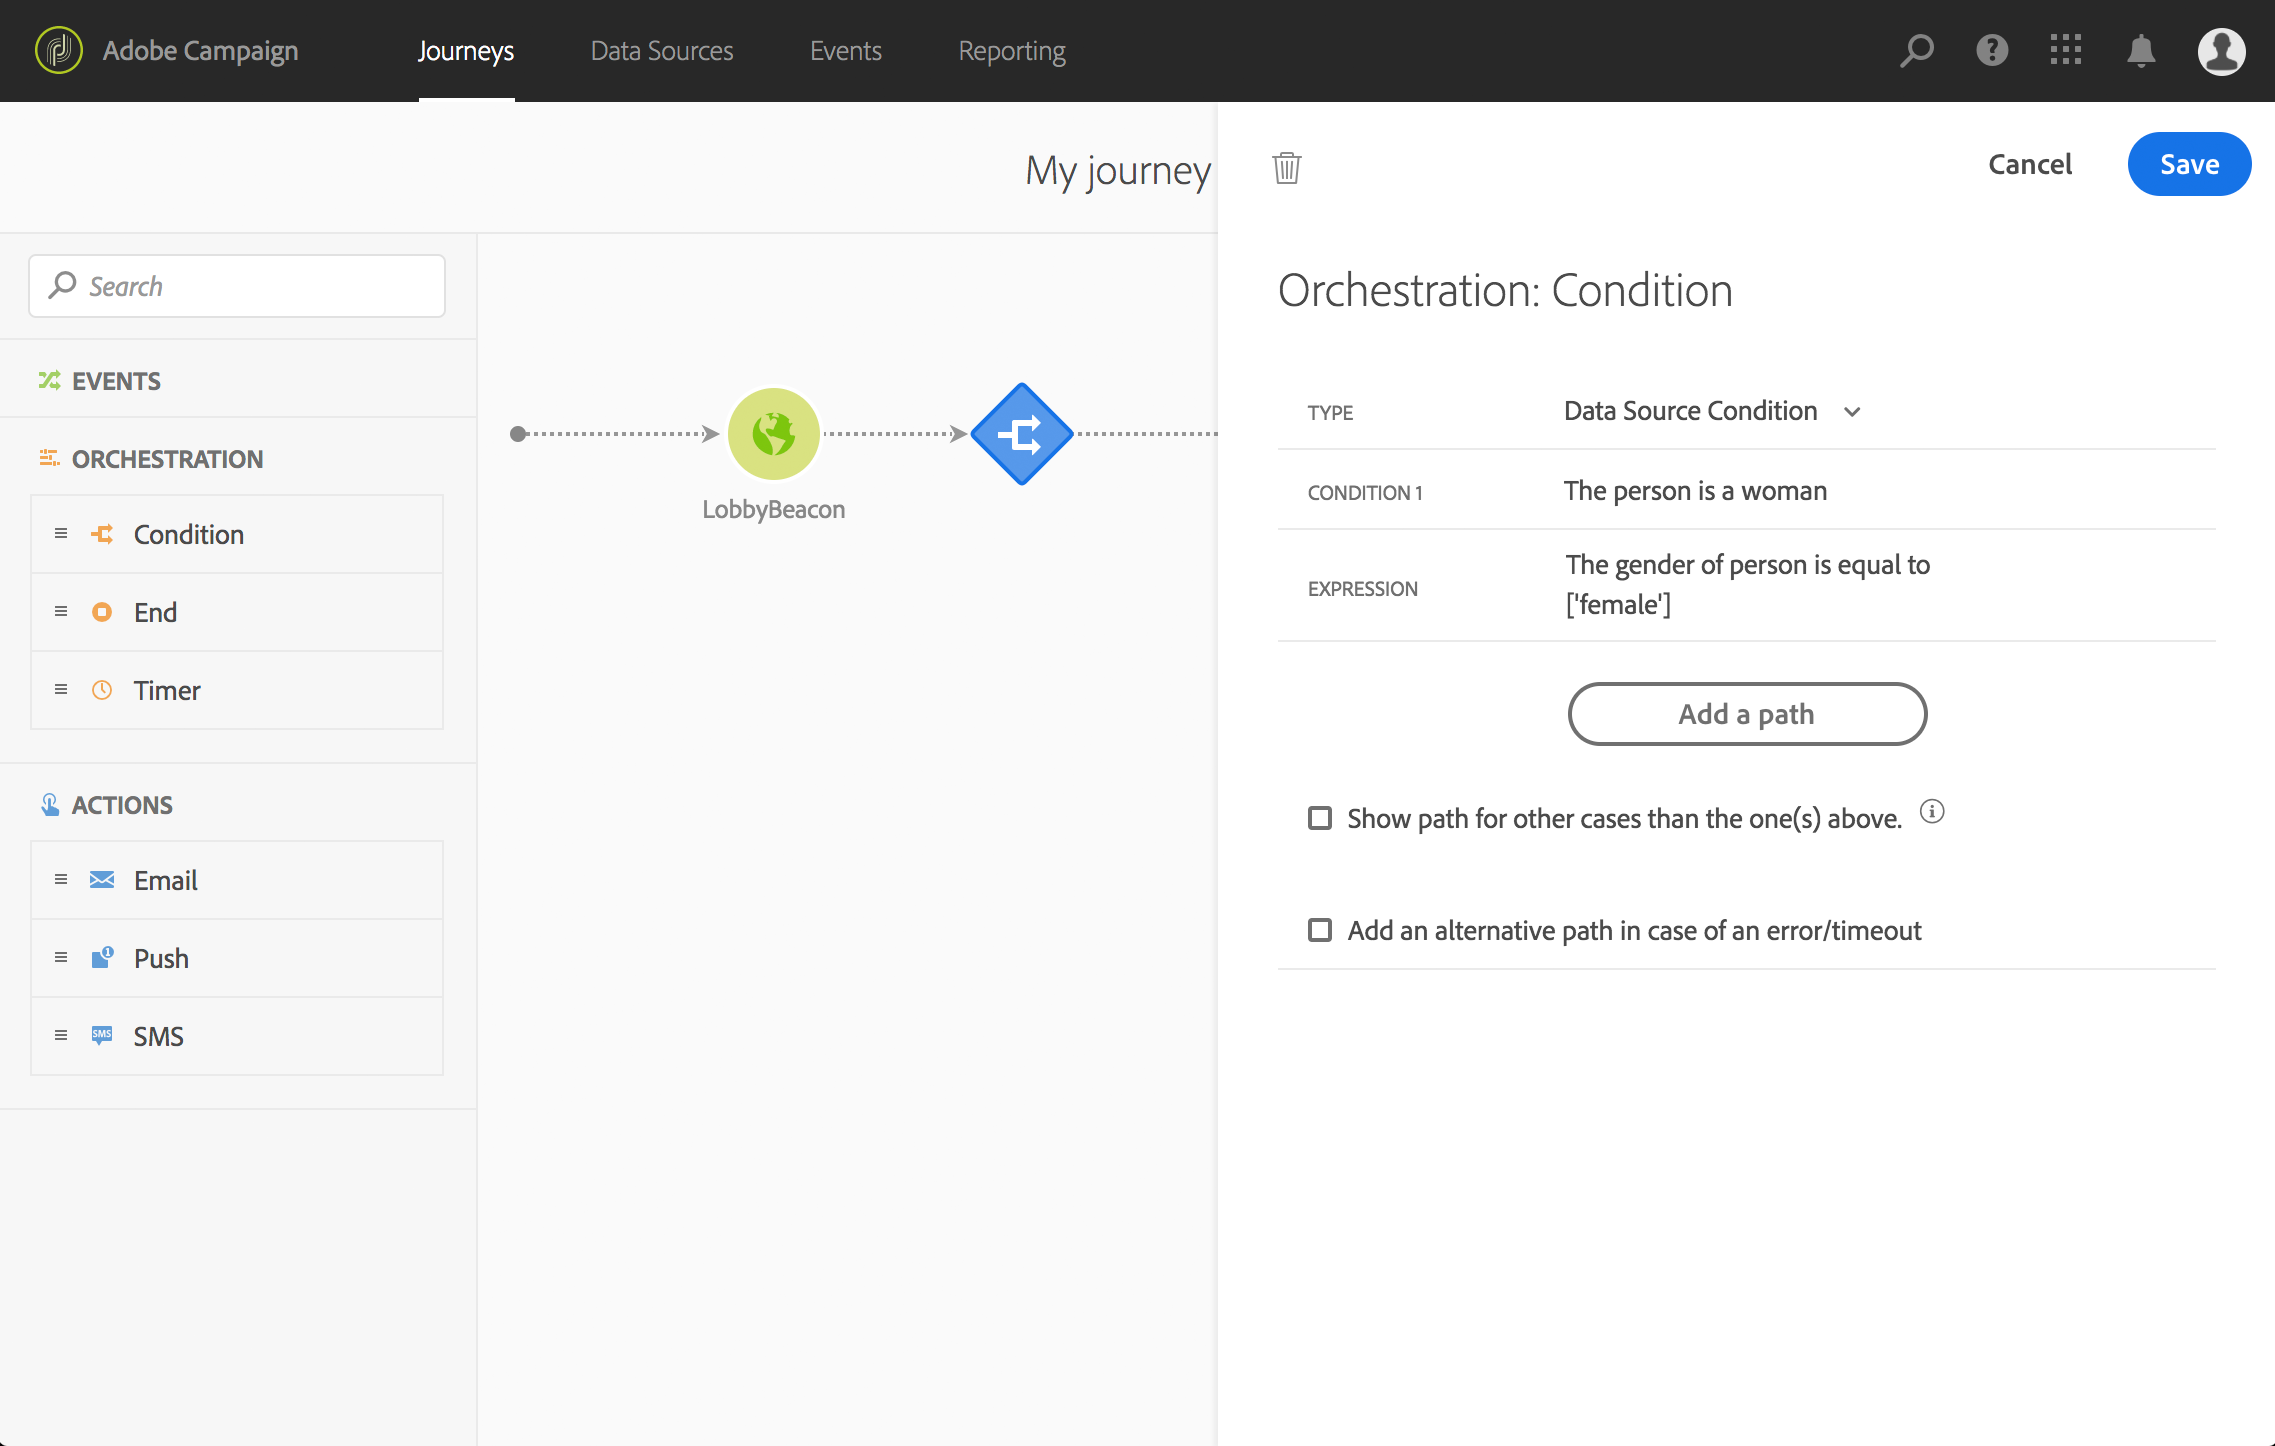 Adobe Campaign
Journeys
Data Sources
Events
Reporting
My journey
Cancel
Save
Search
EVENTS
ORCHESTRATION
Condition
End
Timer
ACTIONS
Email
Push
SMS
SMS
LobbyBeacon
Orchestration: Condition
TYPE
Data Source Condition
CONDITION 1
The person is a woman
EXPRESSION
The gender of person is equal to
['female']
Add a path
Show path for other cases than the one(s) above.
Add an alternative path in case of an error/timeout